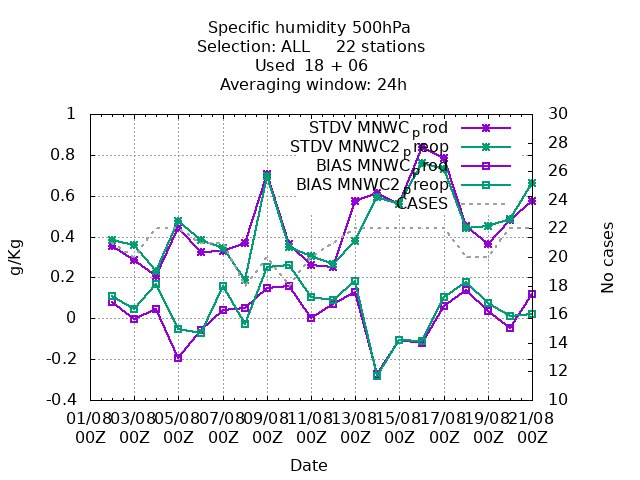 Specific humidity 500hPa
Selection: ALL 22 stations
Used 18 + 06
Averaging window: 24h
STDV MNWC_prod
STDV MNWC2_preop
BIAS MNWC_prod
BIAS MNWC2_preop
CASES
g/Kg
1
0.8
0.6
0.4
0.2
0
-0.2
-0.4
No cases
30
28
26
24
22
20
18
16
14
12
10
01/08 03/08 05/08 07/08 09/08 11/08 13/08 15/08 17/08 19/08 21/08
00Z 00Z 00Z 00Z 00Z 00Z 00Z 00Z 00Z 00Z 00Z
Date